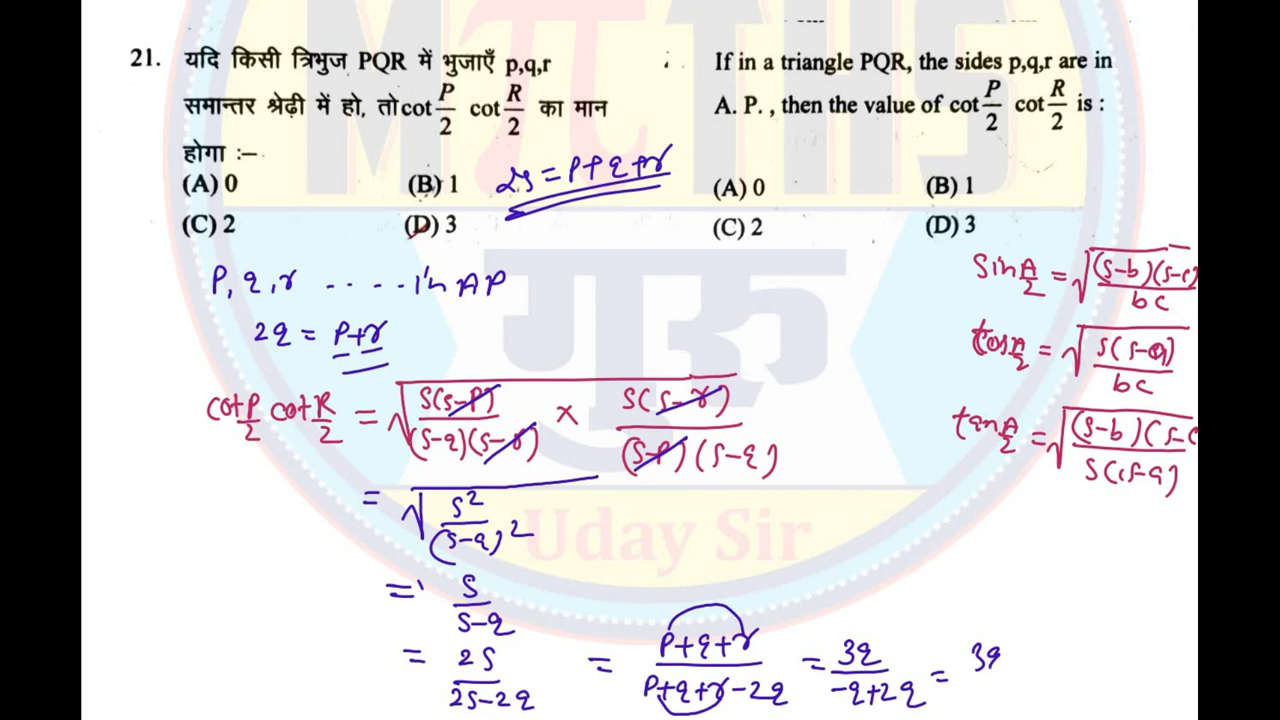 21. यदि किसी त्रिभुज PQR में भुजाएँ p,q,r
समान्तर श्रेढ़ी में हो, तो cot P/2 cot R/2 का मान
होगा :–
(A) 0 (B) 1
(C) 2 (D) 3
2s = p+q+r
If in a triangle PQR, the sides p,q,r are in
A. P. , then the value of cot P/2 cot R/2 is :
(A) 0 (B) 1
(C) 2 (D) 3
P, q, r ..... in AP
2q = p+r
cot P/2 cot R/2 = √( s(s-p)/((s-q)(s-r)) × s(s-r)/((s-p)(s-q)) )
= √( s²/(s-q)² )
= s/(s-q)
= 2s/(2s-2q) = (p+q+r)/(p+q+r-2q) = 3q/(-q+2q) = 3q
sin A/2 = √( (s-b)(s-c)/bc )
cos A/2 = √( s(s-a)/bc )
tan A/2 = √( (s-b)(s-c/s(s-a) )
MπTHS
गुरु
Uday Sir